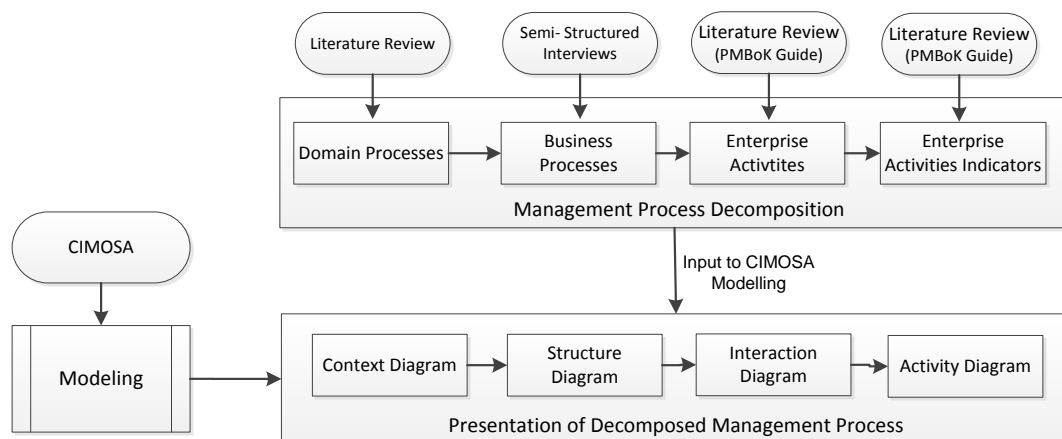 Literature Review
Semi- Structured
Interviews
Literature Review
(PMBoK Guide)
Literature Review
(PMBoK Guide)
Domain Processes
Business
Processes
Enterprise
Activtites
Enterprise
Activities Indicators
Management Process Decomposition
CIMOSA
Input to CIMOSA
Modelling
Modeling
Context Diagram
Structure
Diagram
Interaction
Diagram
Activity Diagram
Presentation of Decomposed Management Process